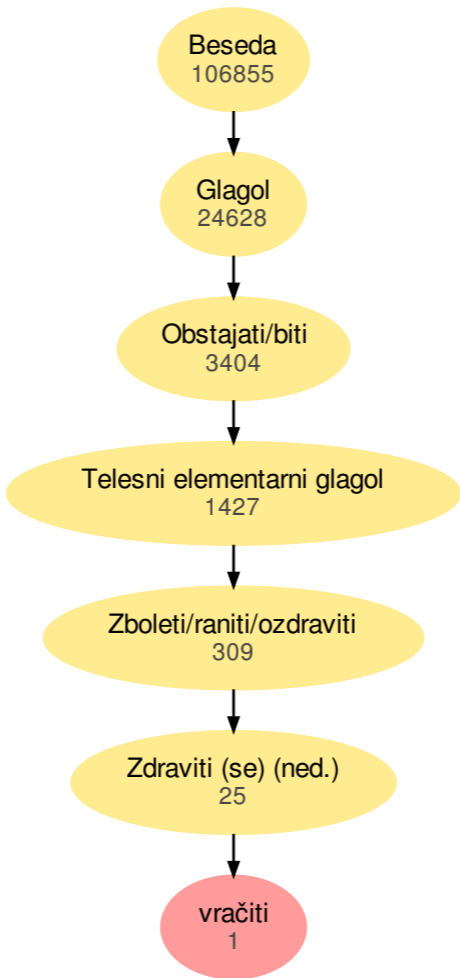 Beseda
106855
Glagol
24628
Obstajati/biti
3404
Telesni elementarni glagol
1427
Zboleti/raniti/ozdraviti
309
Zdraviti (se) (ned.)
25
vračiti
1